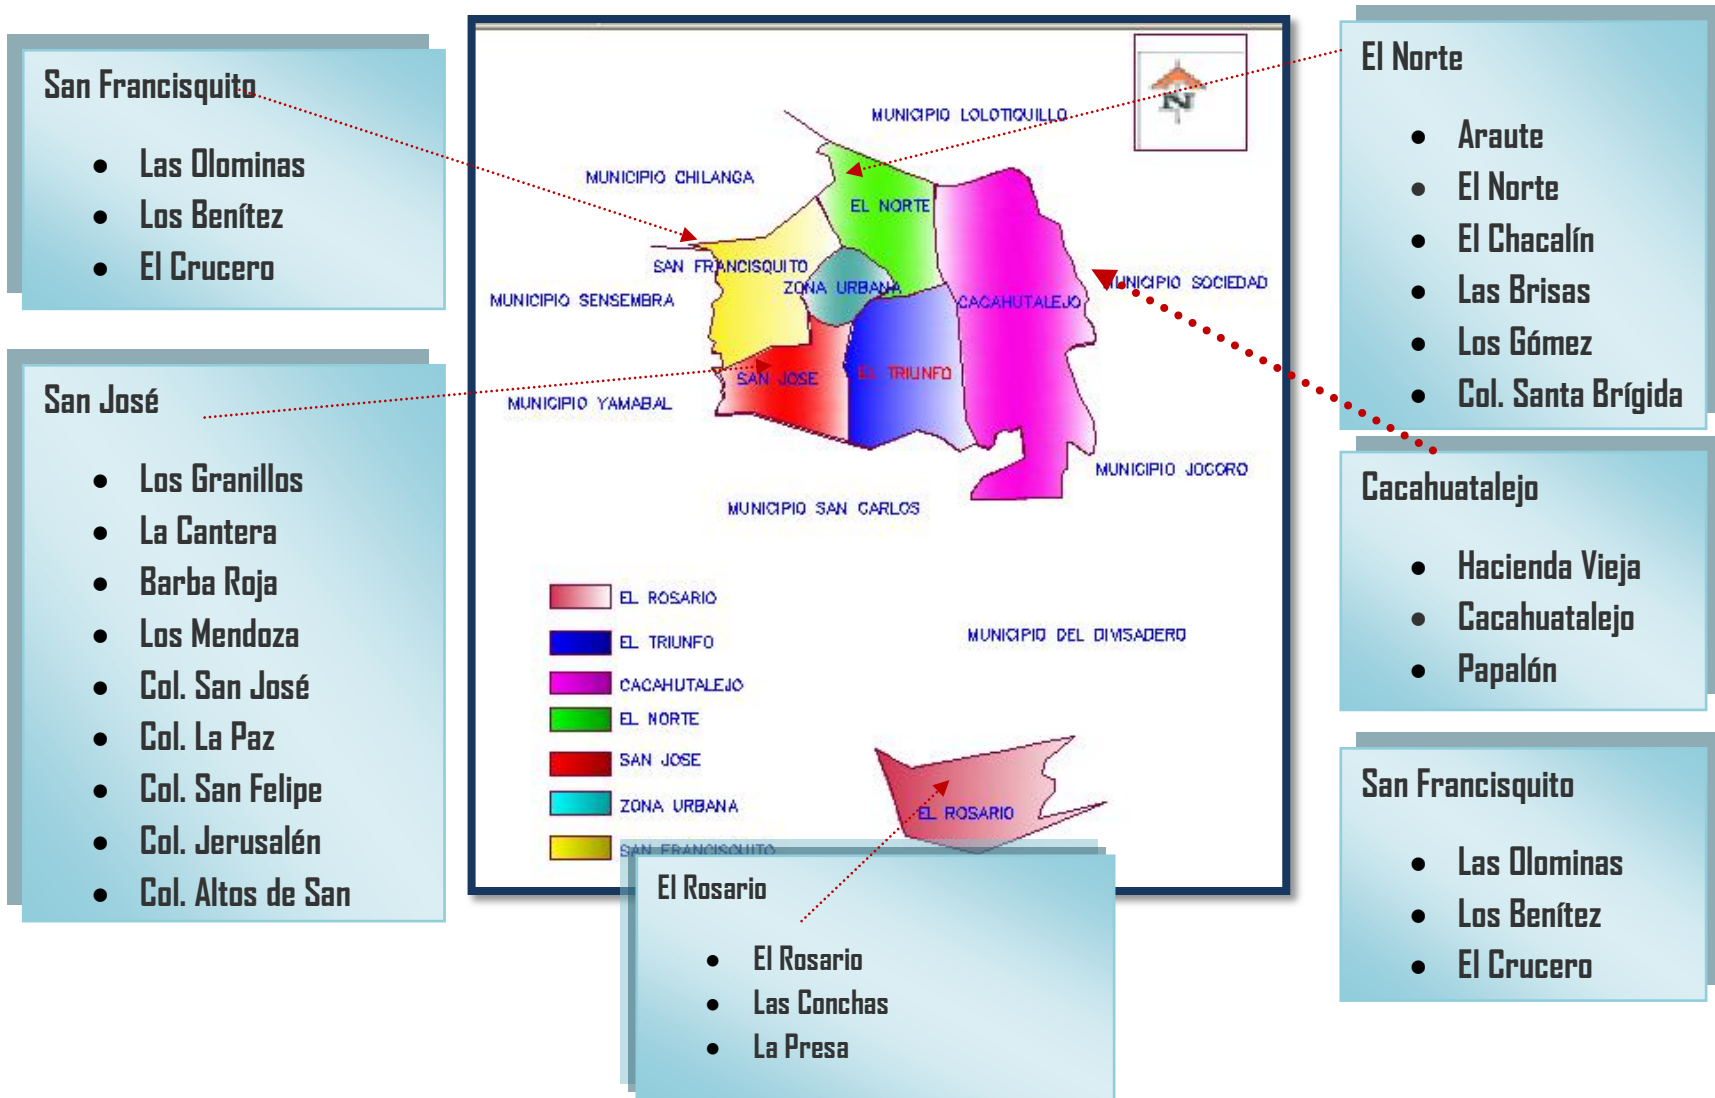 San Francisquito
Las Olominas
Los Benítez
El Crucero
San José
Los Granillos
La Cantera
Barba Roja
Los Mendoza
Col. San José
Col. La Paz
Col. San Felipe
Col. Jerusalén
Col. Altos de San
N
MUNICIPIO LOLOTIQUILLO
MUNICIPIO CHILANGA
EL NORTE
SAN FRANCISQUITO
ZONA URBANA
MUNICIPIO SOCIEDAD
MUNICIPIO SENSEMBRA
CACAHUTALEJO
SAN JOSE
EL TRIUNFO
MUNICIPIO YAMABAL
MUNICIPIO JOCORO
MUNICIPIO SAN CARLOS
EL ROSARIO
EL TRIUNFO
CACAHUTALEJO
EL NORTE
SAN JOSE
ZONA URBANA
SAN FRANCISQUITO
MUNICIPIO DEL DIVISADERO
EL ROSARIO
El Rosario
El Rosario
Las Conchas
La Presa
El Norte
Araute
El Norte
El Chacalín
Las Brisas
Los Gómez
Col. Santa Brígida
Cacahuatalejo
Hacienda Vieja
Cacahuatalejo
Papalón
San Francisquito
Las Olominas
Los Benítez
El Crucero